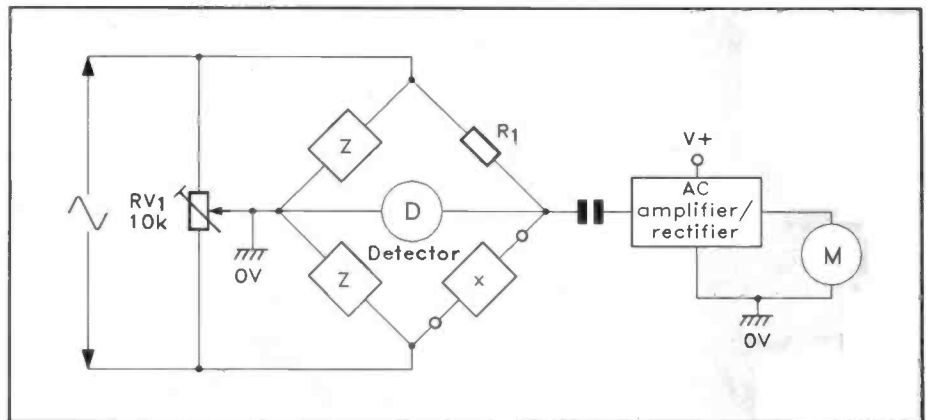 Z
R1
V+
RV1
10k
AC
amplifier/
rectifier
D
Detector
0V
Z
x
M
0V